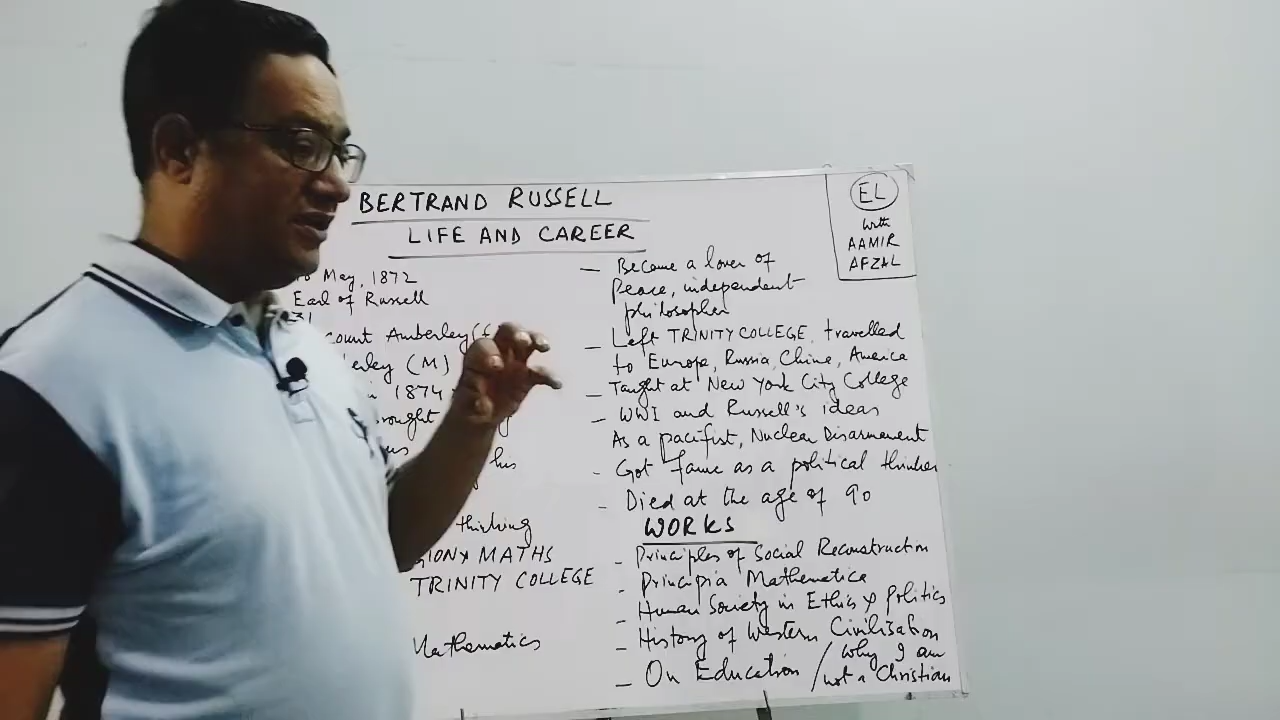 BERTRAND RUSSELL
LIFE AND CAREER
EL
with
AAMIR
AFZAL
May, 1872
Earl of Russell
count Amberley
(M)
1874
his
thinking
MATHS
TRINITY COLLEGE
Mathematics
— Became a lover of
Peace, independent
philosopher
— Left TRINITY COLLEGE, travelled
to Europe, Russia, China, America
— Taught at New York City College
— WWI and Russell's ideas
As a pacifist, Nuclear Disarmament
- Got fame as a political thinker
- Died at the age of 90
WORKS
- Principles of Social Reconstruction
- Principia Mathematica
- Human Society in Ethics & politics
- History of Western Civilisation
- On Education / Why I am
not a Christian